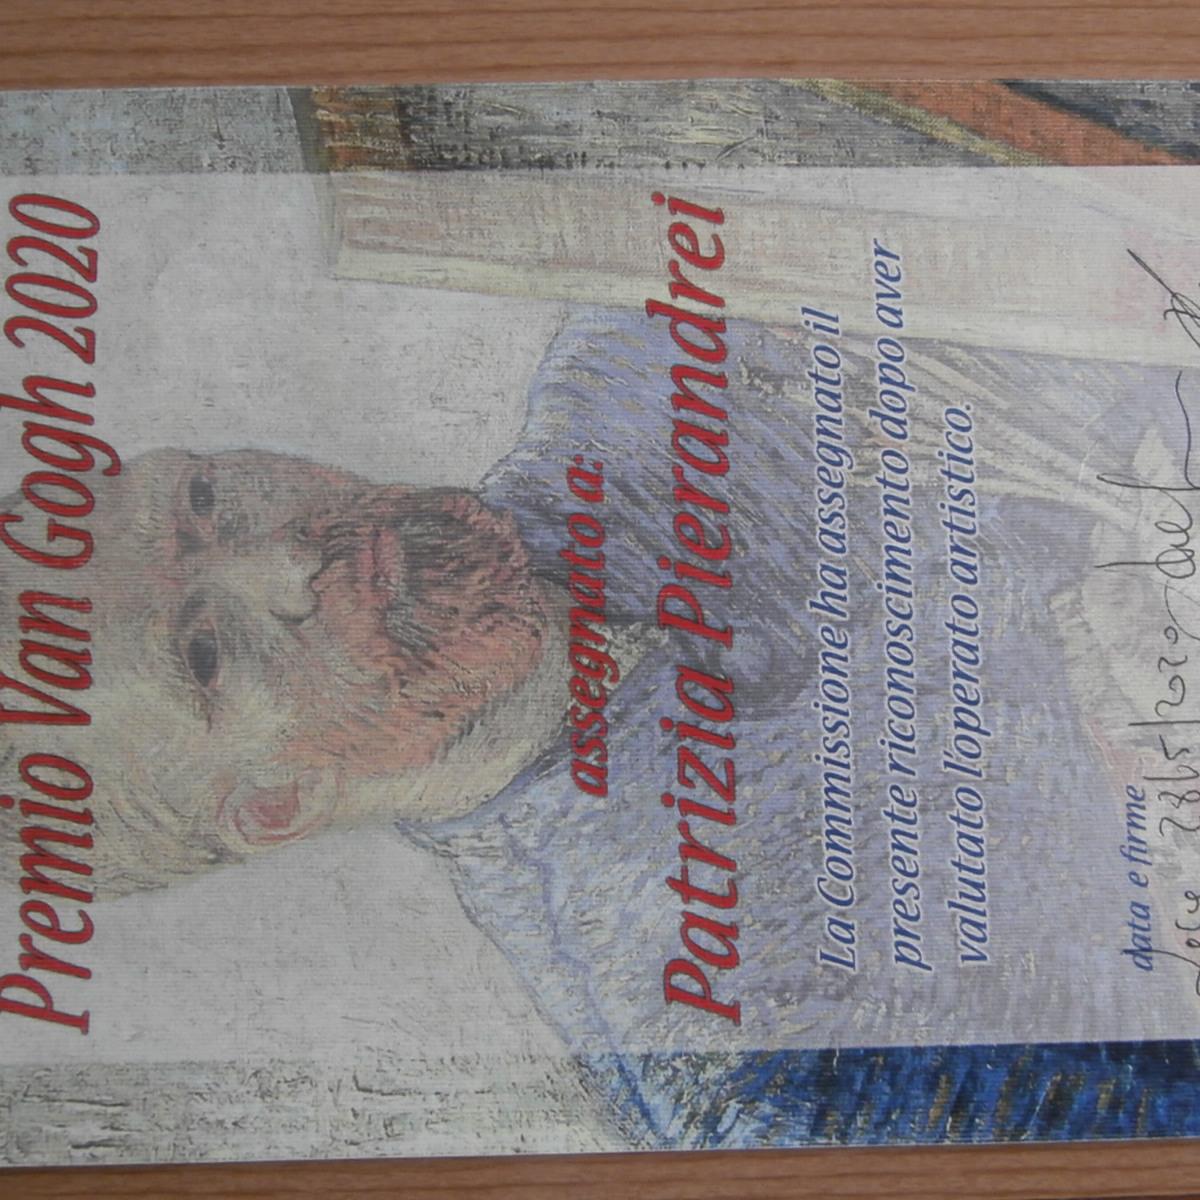 Premio Van Gogh 2020
assegnato a:
Patrizia Pierandrei
La Commissione ha assegnato il
presente riconoscimento dopo aver
valutato l'operato artistico.
data e firme